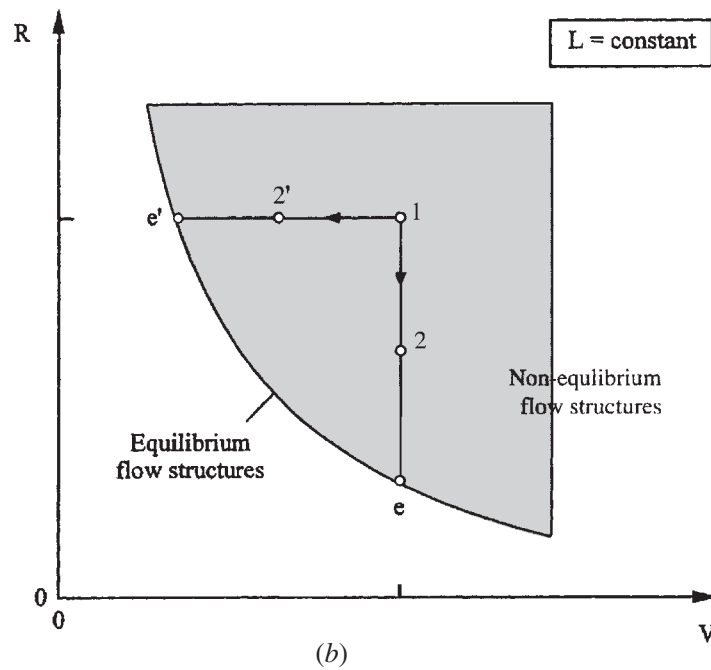 R
L = constant
2'
1
e'
2
Non-equlibrium
flow structures
Equilibrium
flow structures
e
0
0
V
(b)